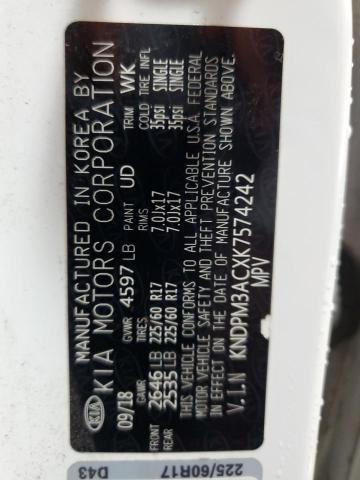 MANUFACTURED IN KOREA BY
KIA KIA MOTORS CORPORATION
09/18 GVWR 4597 LB PAINT UD TRIM WK
GAWR TIRES RIMS COLD TIRE INFL
FRONT 2646 LB 225/60 R17 7.0JX17 35psi SINGLE
REAR 2535 LB 225/60 R17 7.0JX17 35psi SINGLE
THIS VEHICLE CONFORMS TO ALL APPLICABLE U.S.A. FEDERAL
MOTOR VEHICLE SAFETY AND THEFT PREVENTION STANDARDS
IN EFFECT ON THE DATE OF MANUFACTURE SHOWN ABOVE.
V.I.N KNDPM3ACXK7574242
MPV
D43 225/60R17